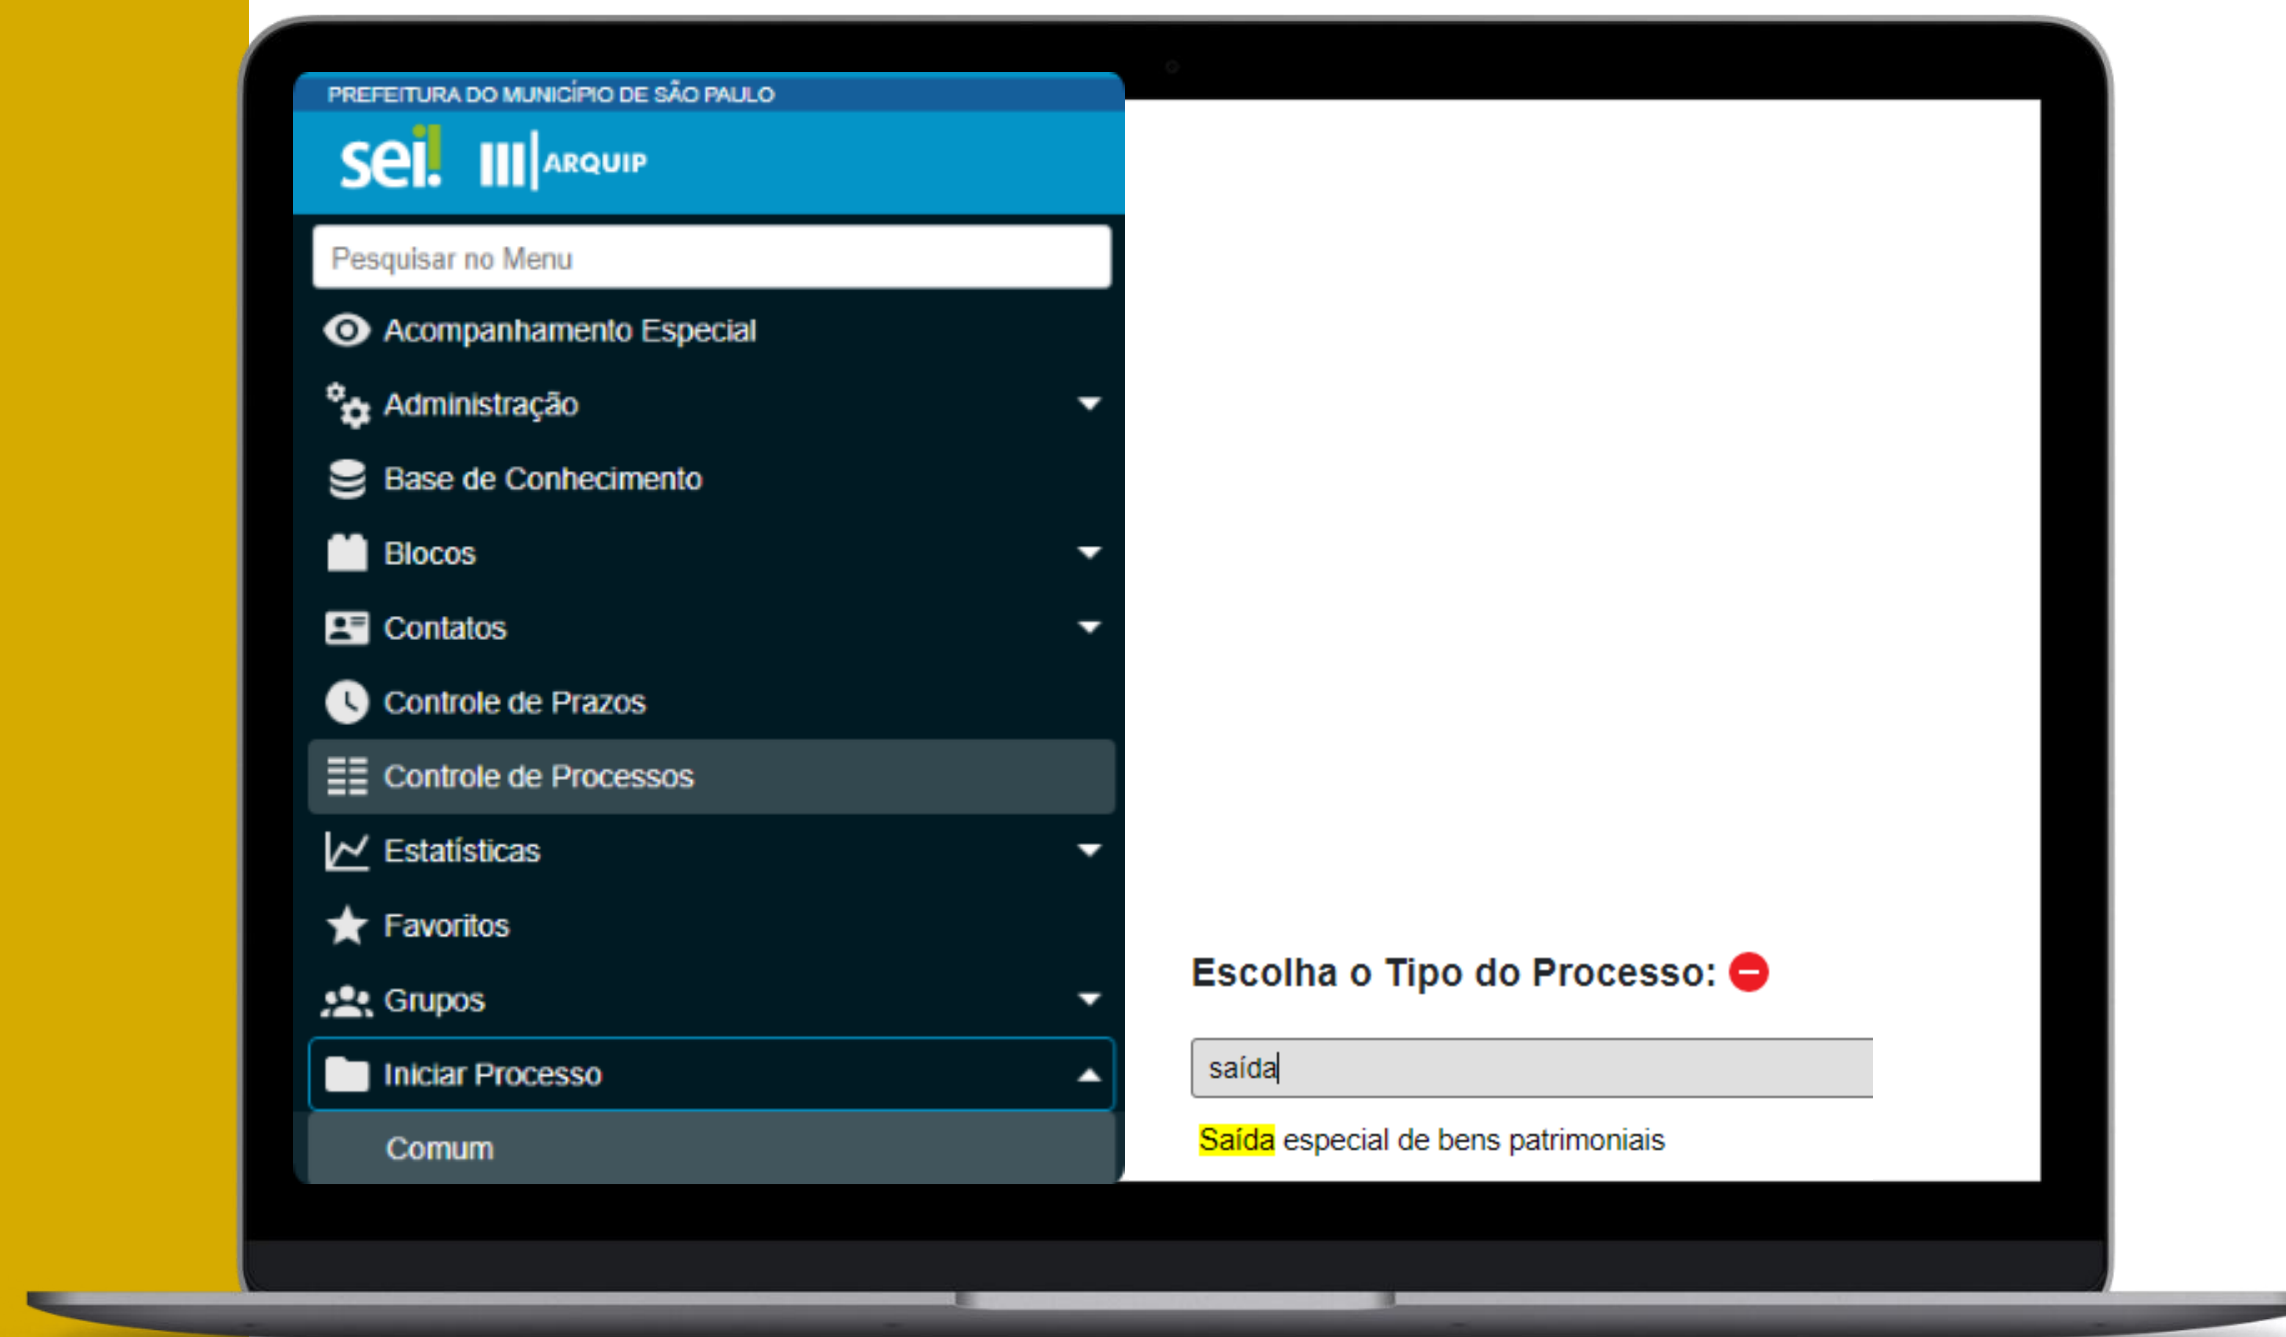 PREFEITURA DO MUNICÍPIO DE SÃO PAULO
sei! ARQUIP
Pesquisar no Menu
Acompanhamento Especial
Administração
Base de Conhecimento
Blocos
Contatos
Controle de Prazos
Controle de Processos
Estatísticas
Favoritos
Grupos
Iniciar Processo
Comum
Escolha o Tipo do Processo:
saída
Saída especial de bens patrimoniais